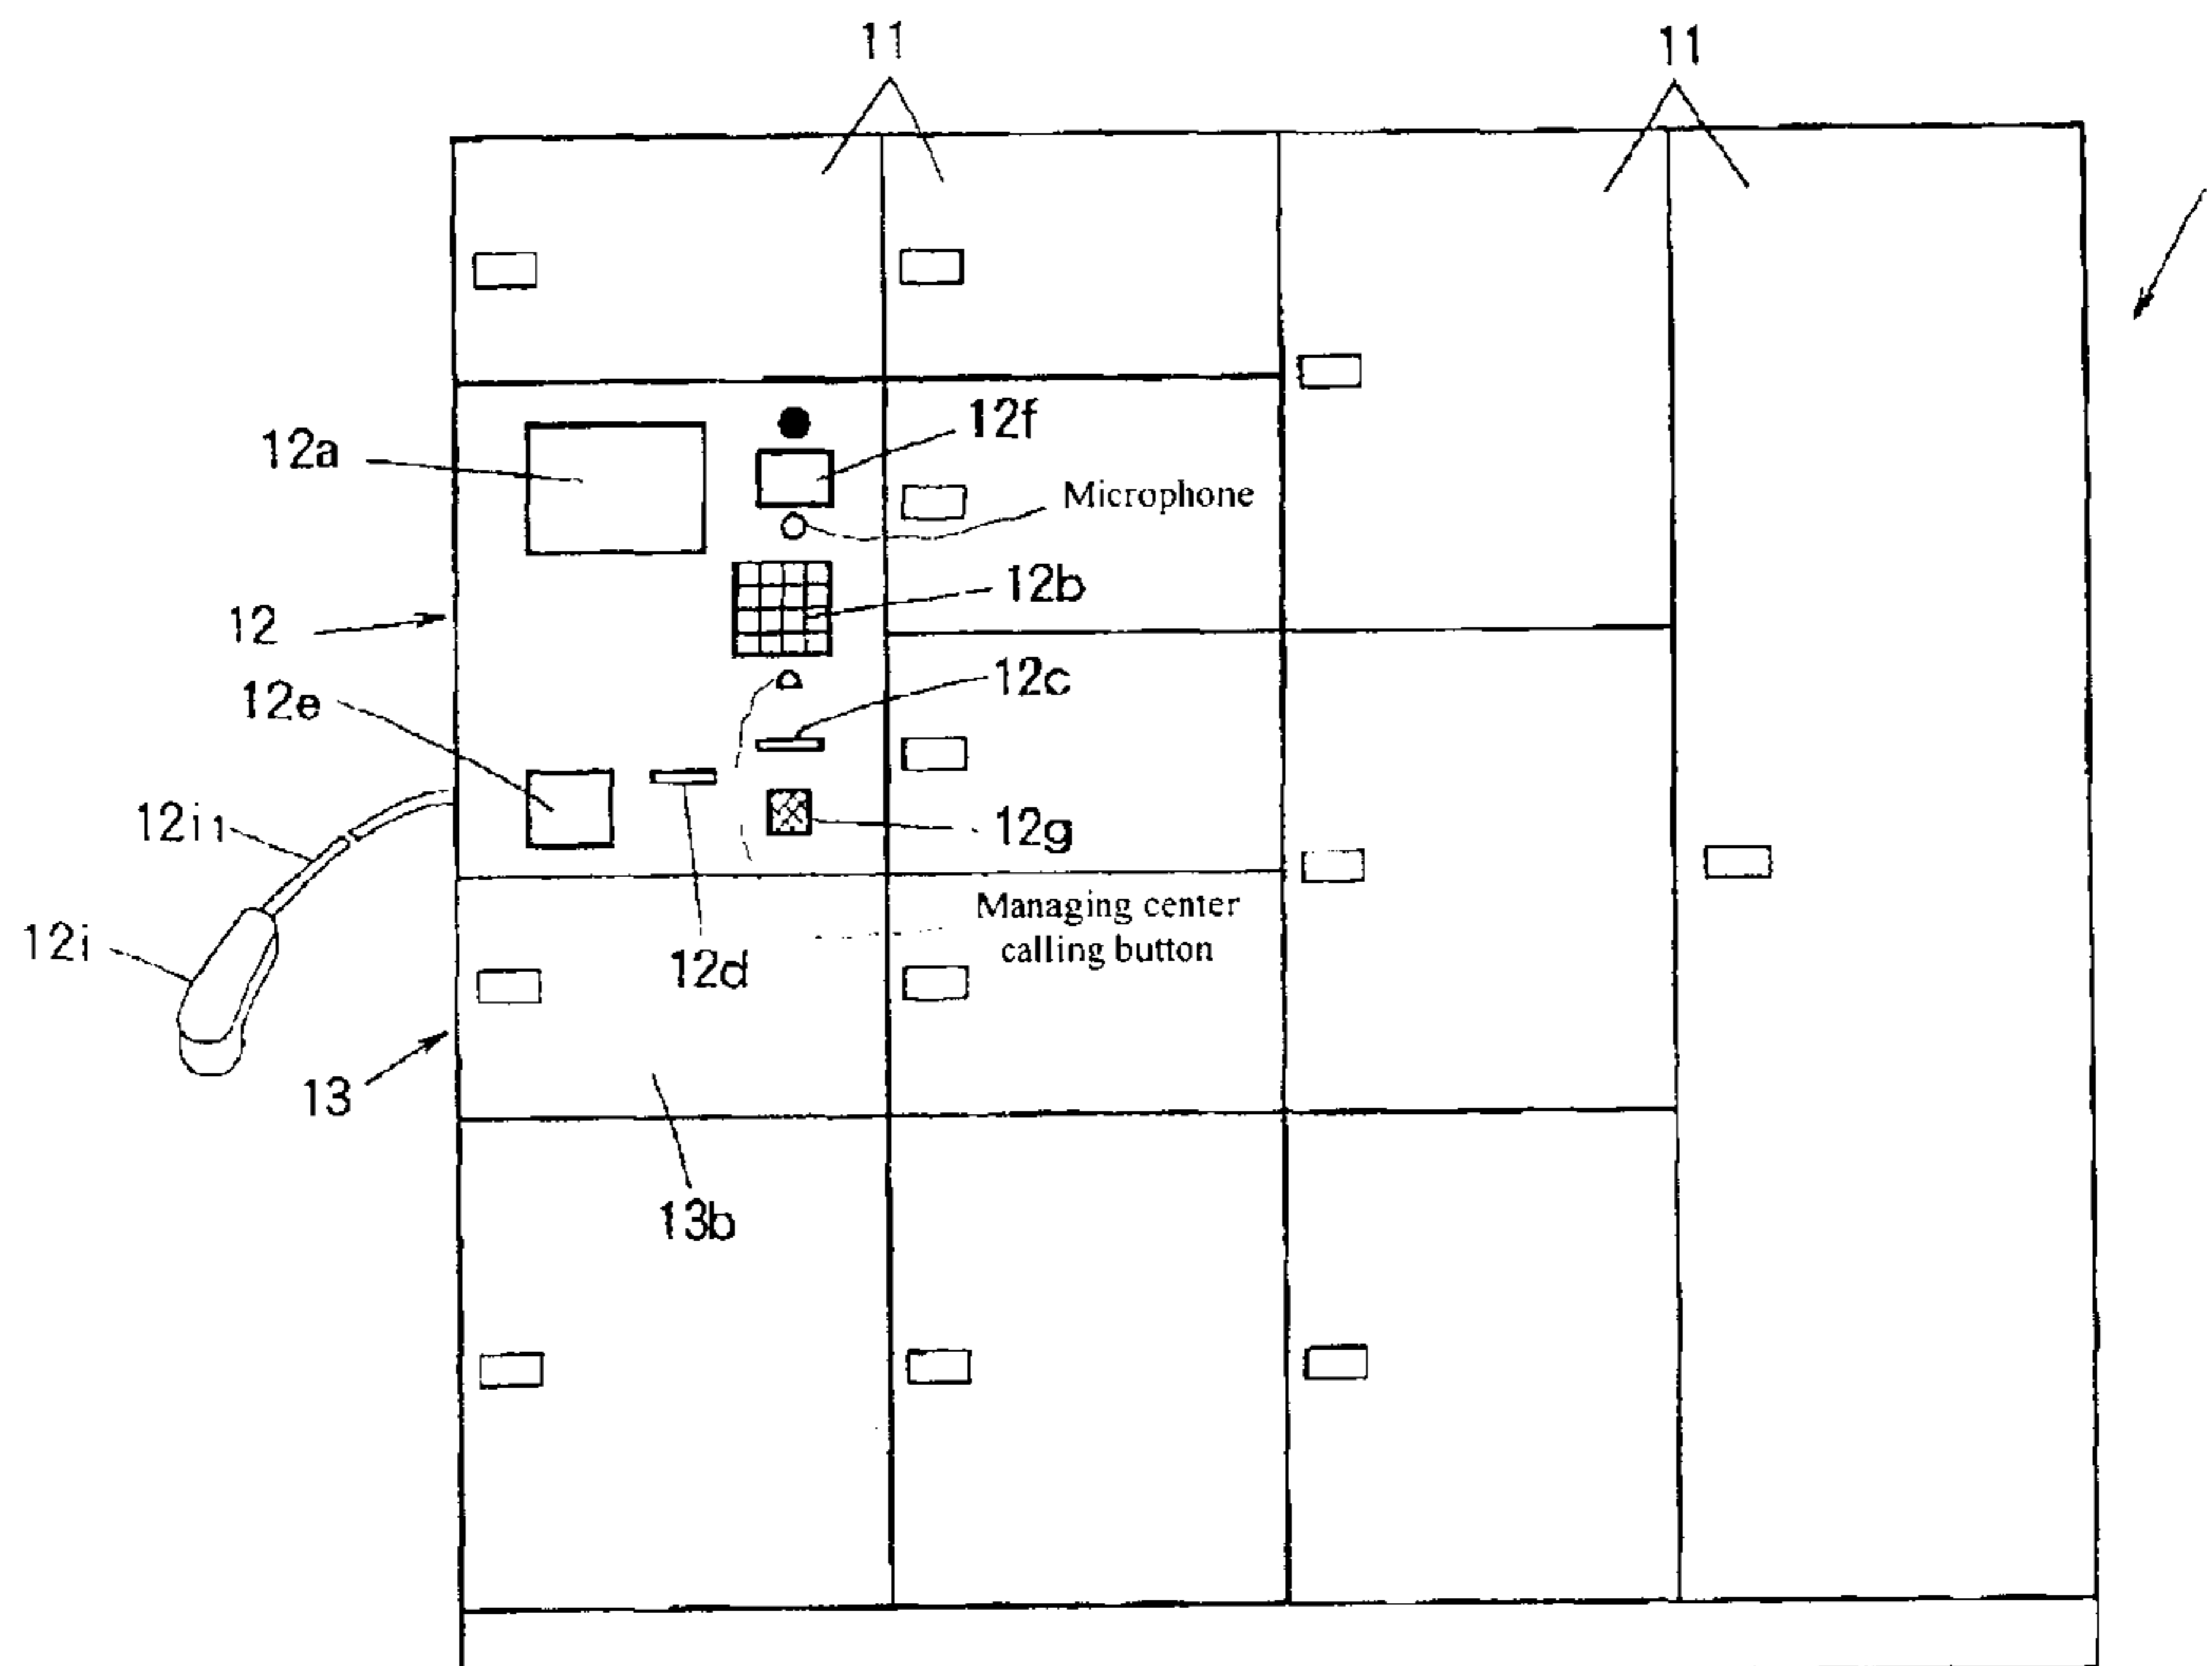 11
11
12a
12f
Microphone
12b
12
12c
12e
12i1
12g
Managing center
calling button
12i
12d
13
13b